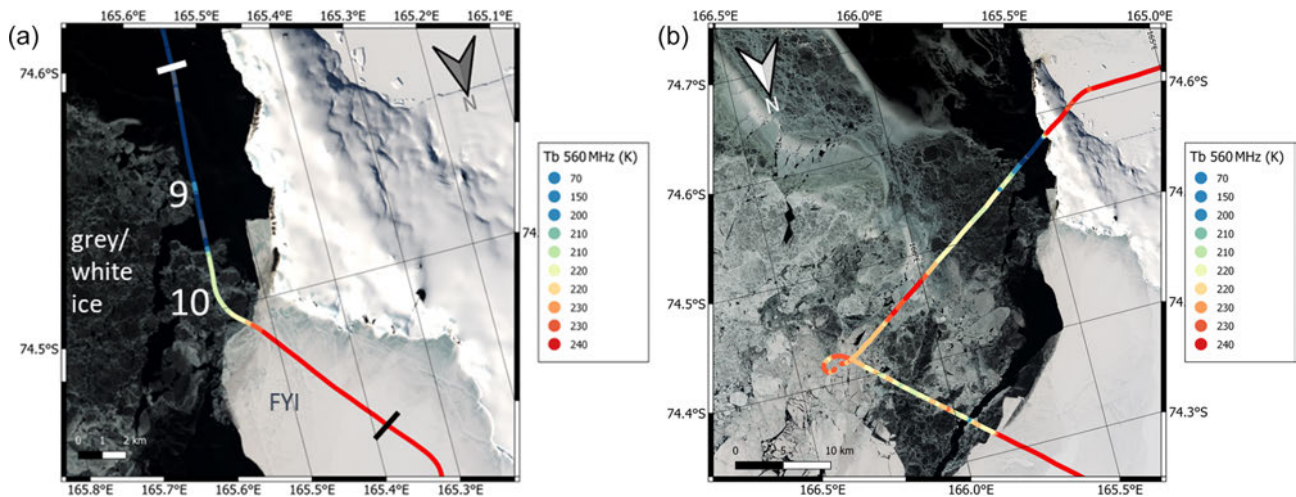 (a)
165.6°E 165.5°E 165.4°E 165.3°E 165.2°E 165.1°E
74.6°S
74.5°S
74.
N
9
10
grey/
white
ice
FYI
0 1 2 km
165.8°E 165.7°E 165.6°E 165.5°E 165.4°E 165.3°E
Tb 560 MHz (K)
70
150
200
210
210
220
220
230
230
240
(b)
166.5°E 166.0°E 165.5°E 165.0°E
74.7°S
74.6°S
74.5°S
74.4°S
74.6°S
74.
74.
74.3°S
N
0 5 10 km
166.5°E 166.0°E 165.5°E
Tb 560 MHz (K)
70
150
200
210
210
220
220
230
230
240